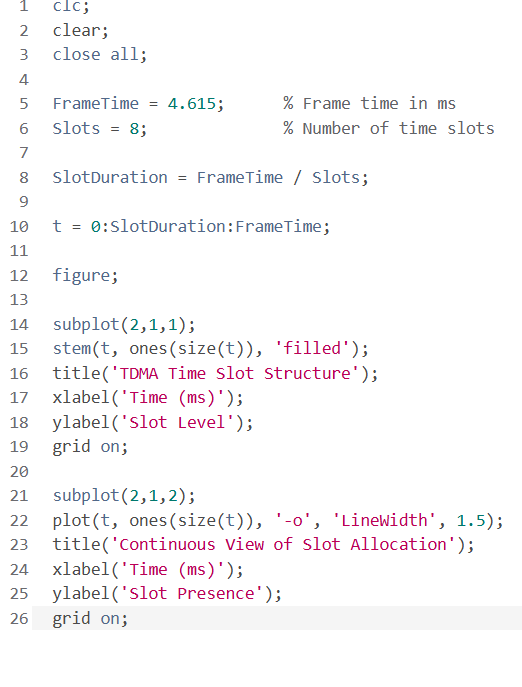 1 clc;
2 clear;
3 close all;
4
5 FrameTime = 4.615;      % Frame time in ms
6 Slots = 8;              % Number of time slots
7
8 SlotDuration = FrameTime / Slots;
9
10 t = 0:SlotDuration:FrameTime;
11
12 figure;
13
14 subplot(2,1,1);
15 stem(t, ones(size(t)), 'filled');
16 title('TDMA Time Slot Structure');
17 xlabel('Time (ms)');
18 ylabel('Slot Level');
19 grid on;
20
21 subplot(2,1,2);
22 plot(t, ones(size(t)), '-o', 'LineWidth', 1.5);
23 title('Continuous View of Slot Allocation');
24 xlabel('Time (ms)');
25 ylabel('Slot Presence');
26 grid on;